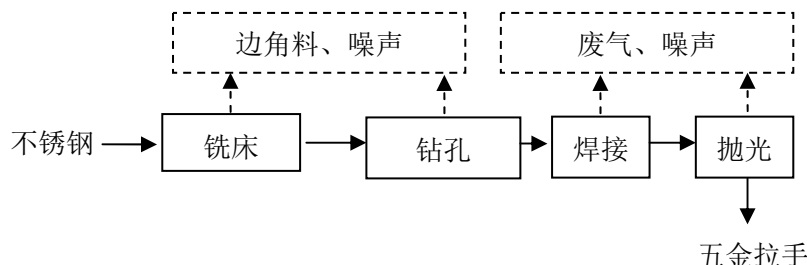 边角料、噪声
废气、噪声
不锈钢
铣床
钻孔
焊接
抛光
五金拉手